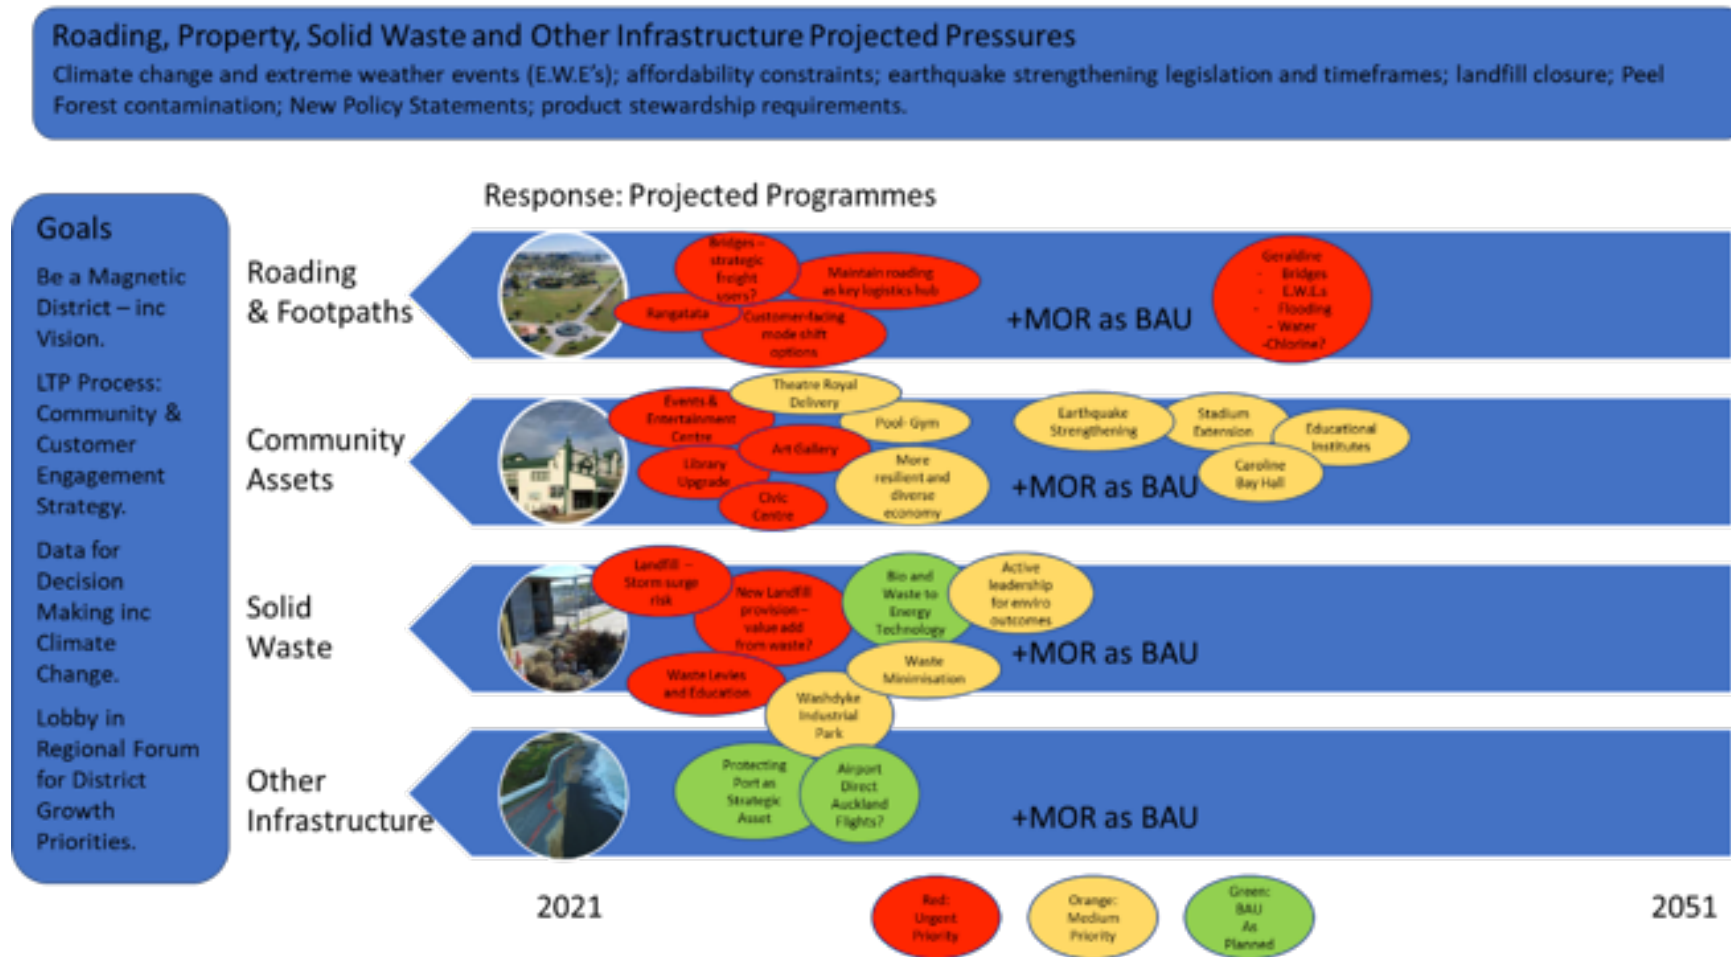 Roading, Property, Solid Waste and Other Infrastructure Projected Pressures
Climate change and extreme weather events (E.W.E's); affordability constraints; earthquake strengthening legislation and timeframes; landfill closure; Peel
Forest contamination; New Policy Statements; product stewardship requirements.
Response: Projected Programmes
Goals
Be a Magnetic
District – inc
Vision.
LTP Process:
Community &
Customer
Engagement
Strategy.
Data for
Decision
Making inc
Climate
Change.
Lobby in
Regional Forum
for District
Growth
Priorities.
Roading
& Footpaths
Bridges –
strategic
freight
users?
Maintain roading
as key logistics hub
Rangatata
Customer-facing
mode shift
options
+MOR as BAU
Geraldine
- Bridges
- E.W.E.s
- Flooding
- Water
-Chlorine?
Community
Assets
Events &
Entertainment
Centre
Theatre Royal
Delivery
Pool- Gym
Art Gallery
Library
Upgrade
Civic
Centre
More
resilient and
diverse
economy
Earthquake
Strengthening
Stadium
Extension
Educational
Institutes
Caroline
Bay Hall
+MOR as BAU
Solid
Waste
Landfill –
Storm surge
risk
New Landfill
provision –
value add
from waste?
Waste Levies
and Education
Bio and
Waste to
Energy
Technology
Active
leadership
for enviro
outcomes
Waste
Minimisation
+MOR as BAU
Washdyke
Industrial
Park
Other
Infrastructure
Protecting
Port as
Strategic
Asset
Airport
Direct
Auckland
Flights?
+MOR as BAU
2021
Red:
Urgent
Priority
Orange:
Medium
Priority
Green:
BAU
As
Planned
2051